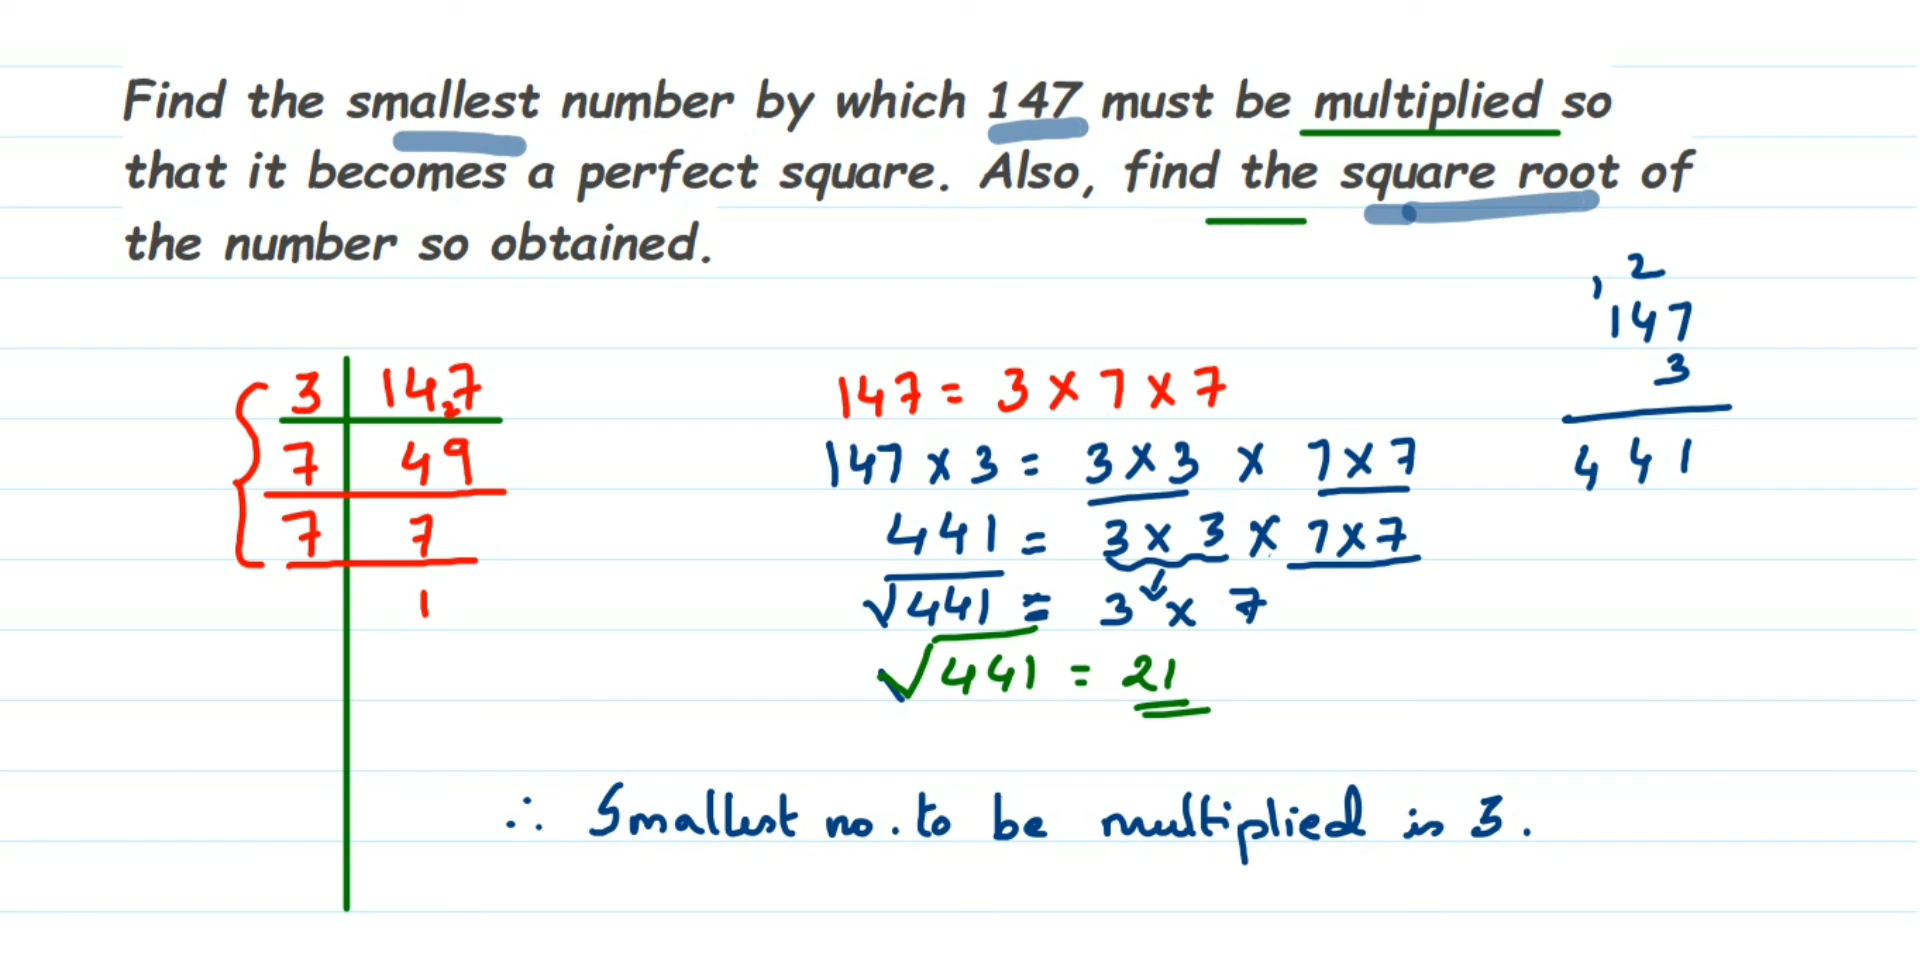 Find the smallest number by which 147 must be multiplied so
that it becomes a perfect square. Also, find the square root of
the number so obtained.
1 2
147
3
441
3 | 14₂7
7 | 49
7 | 7
1
147 = 3 × 7 × 7
147 × 3 = 3 × 3 × 7 × 7
441 = 3 × 3 × 7 × 7
√441 = 3 × 7
√441 = 21
∴ Smallest no. to be multiplied is 3.